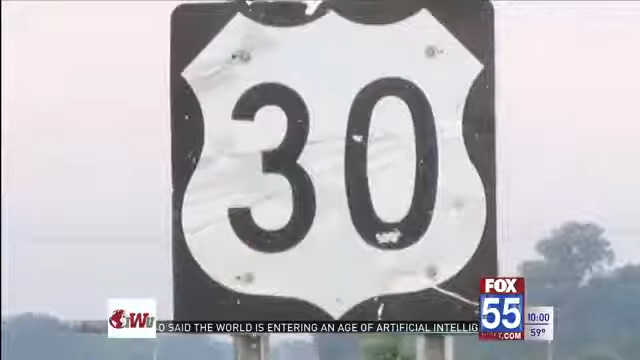 30
FOX
55
10:00
59°
IWU
O SAID THE WORLD IS ENTERING AN AGE OF ARTIFICIAL INTELLIG